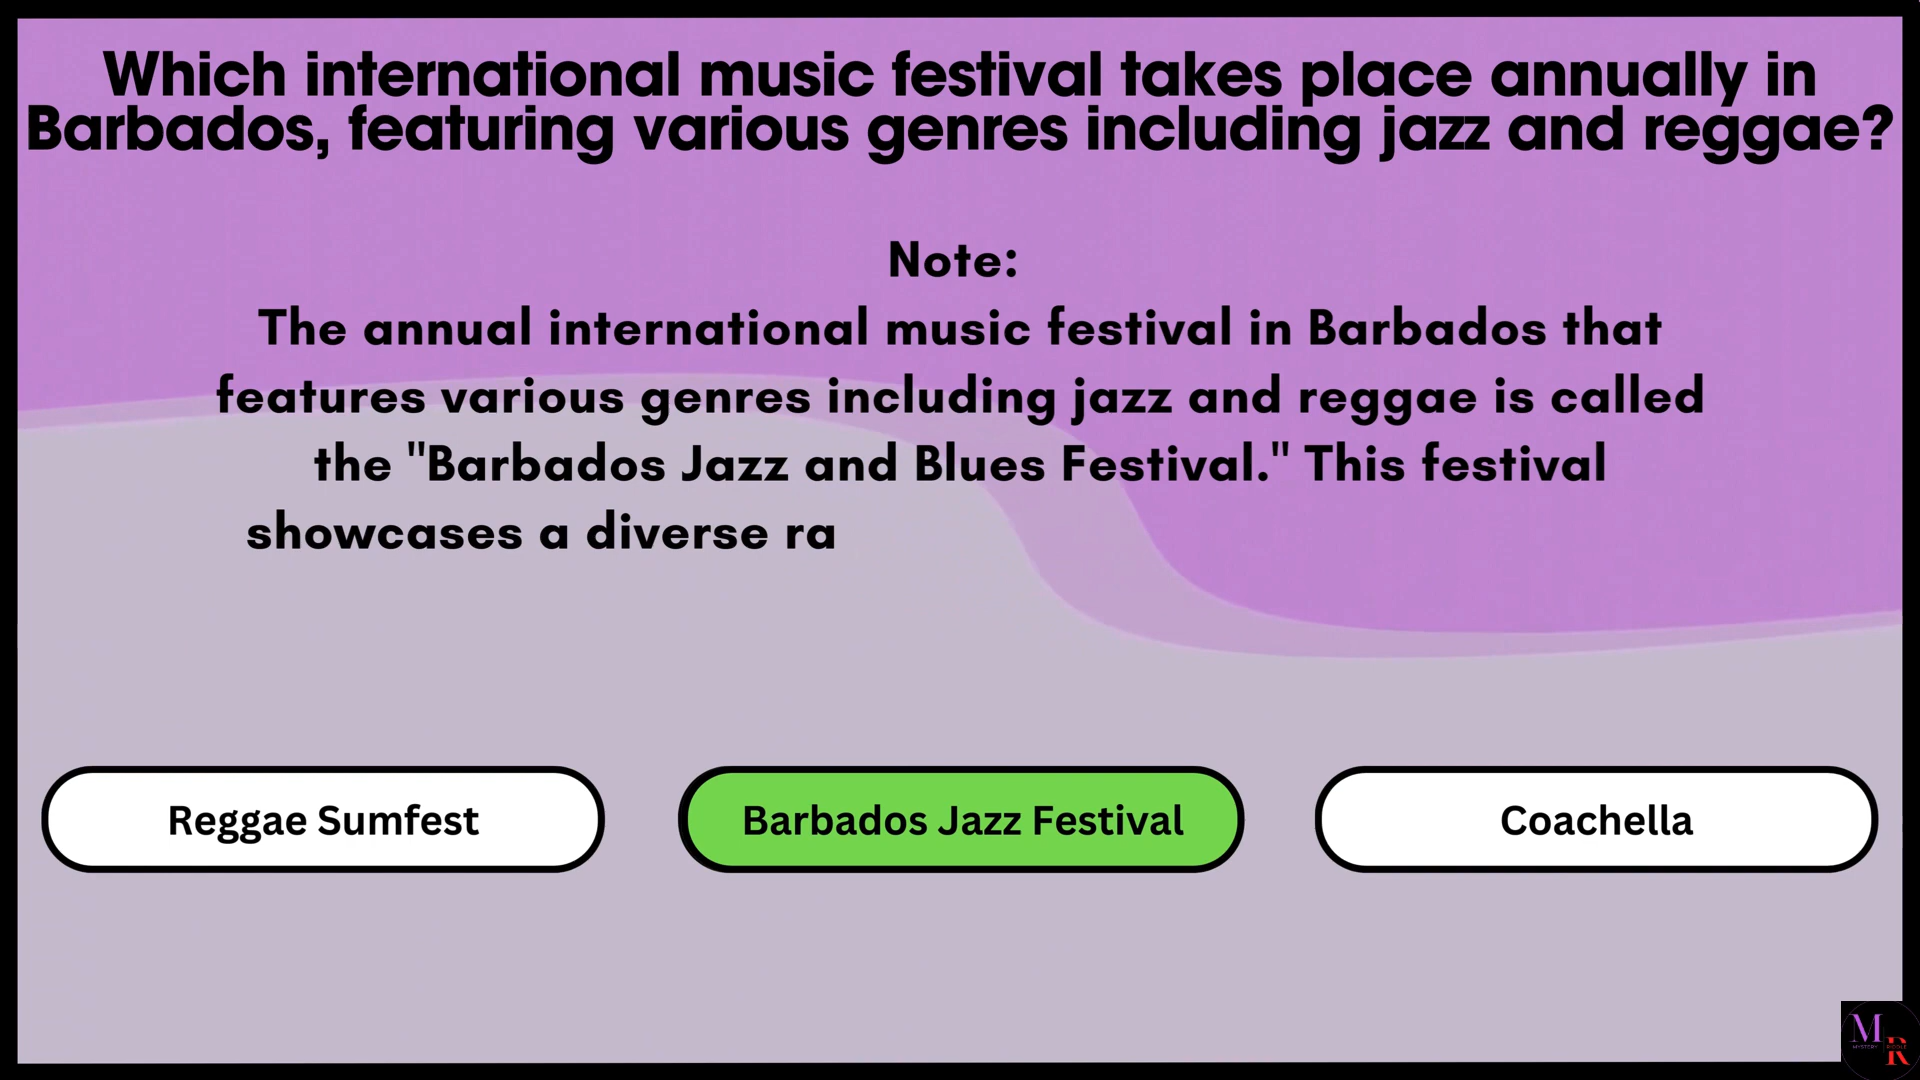 Which international music festival takes place annually in
Barbados, featuring various genres including jazz and reggae?
Note:
The annual international music festival in Barbados that
features various genres including jazz and reggae is called
the "Barbados Jazz and Blues Festival." This festival
showcases a diverse ra
Reggae Sumfest
Barbados Jazz Festival
Coachella
M
MYSTERY RIDDLE
R